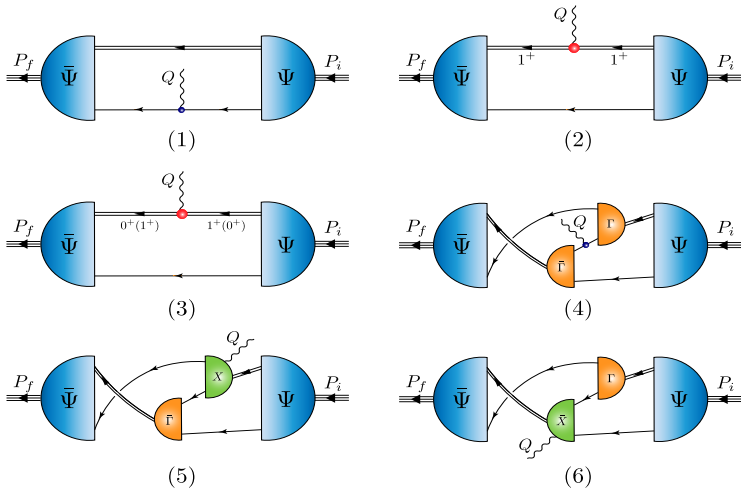 P_f Ψ̄ Q Ψ P_i
(1)
P_f Ψ̄ Q 1⁺ 1⁺ Ψ P_i
(2)
P_f Ψ̄ Q 0⁺(1⁺) 1⁺(0⁺) Ψ P_i
(3)
P_f Ψ̄ Q Γ Γ̄ Ψ P_i
(4)
P_f Ψ̄ Q X Γ̄ Ψ P_i
(5)
P_f Ψ̄ Γ X̄ Q Ψ P_i
(6)